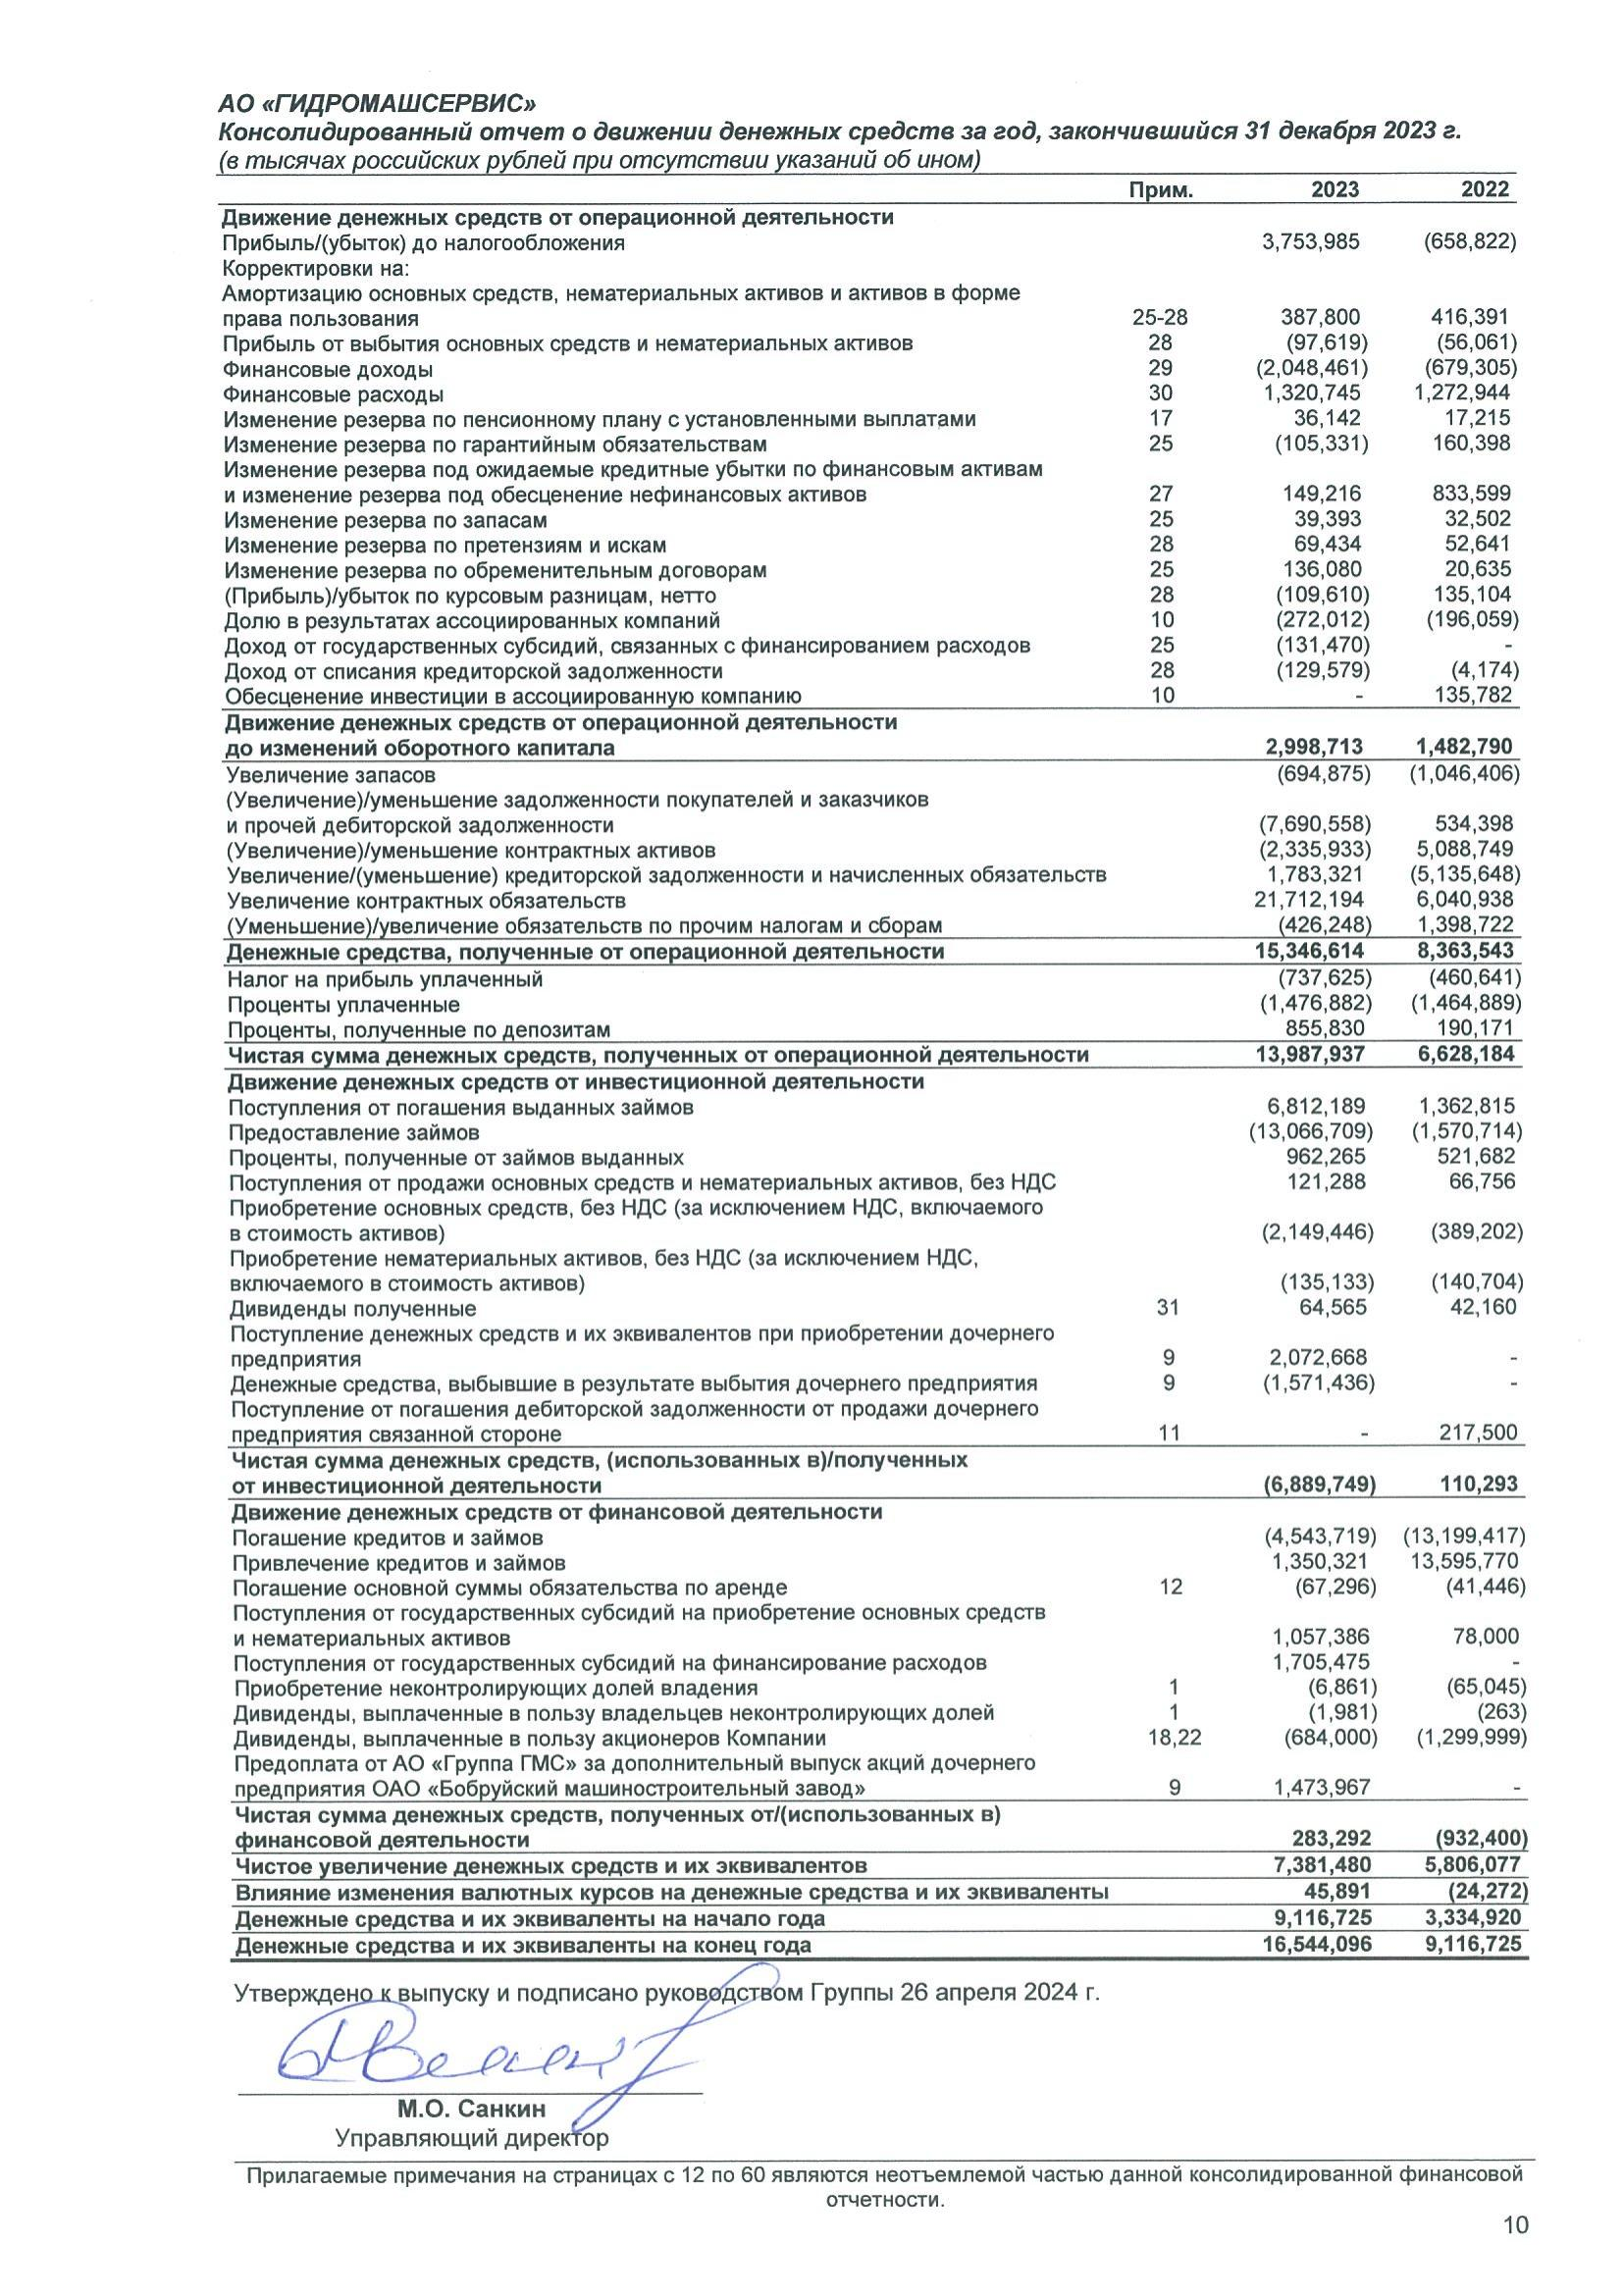 АО «ГИДРОМАШСЕРВИС»
Консолидированный отчет о движении денежных средств за год, закончившийся 31 декабря 2023 г.
(в тысячах российских рублей при отсутствии указаний об ином)
Прим. 2023 2022
Движение денежных средств от операционной деятельности
Прибыль/(убыток) до налогообложения 3,753,985 (658,822)
Корректировки на:
Амортизацию основных средств, нематериальных активов и активов в форме
права пользования 25-28 387,800 416,391
Прибыль от выбытия основных средств и нематериальных активов 28 (97,619) (56,061)
Финансовые доходы 29 (2,048,461) (679,305)
Финансовые расходы 30 1,320,745 1,272,944
Изменение резерва по пенсионному плану с установленными выплатами 17 36,142 17,215
Изменение резерва по гарантийным обязательствам 25 (105,331) 160,398
Изменение резерва под ожидаемые кредитные убытки по финансовым активам
и изменение резерва под обесценение нефинансовых активов 27 149,216 833,599
Изменение резерва по запасам 25 39,393 32,502
Изменение резерва по претензиям и искам 28 69,434 52,641
Изменение резерва по обременительным договорам 25 136,080 20,635
(Прибыль)/убыток по курсовым разницам, нетто 28 (109,610) 135,104
Долю в результатах ассоциированных компаний 10 (272,012) (196,059)
Доход от государственных субсидий, связанных с финансированием расходов 25 (131,470) -
Доход от списания кредиторской задолженности 28 (129,579) (4,174)
Обесценение инвестиции в ассоциированную компанию 10 - 135,782
Движение денежных средств от операционной деятельности
до изменений оборотного капитала 2,998,713 1,482,790
Увеличение запасов (694,875) (1,046,406)
(Увеличение)/уменьшение задолженности покупателей и заказчиков
и прочей дебиторской задолженности (7,690,558) 534,398
(Увеличение)/уменьшение контрактных активов (2,335,933) 5,088,749
Увеличение/(уменьшение) кредиторской задолженности и начисленных обязательств 1,783,321 (5,135,648)
Увеличение контрактных обязательств 21,712,194 6,040,938
(Уменьшение)/увеличение обязательств по прочим налогам и сборам (426,248) 1,398,722
Денежные средства, полученные от операционной деятельности 15,346,614 8,363,543
Налог на прибыль уплаченный (737,625) (460,641)
Проценты уплаченные (1,476,882) (1,464,889)
Проценты, полученные по депозитам 855,830 190,171
Чистая сумма денежных средств, полученных от операционной деятельности 13,987,937 6,628,184
Движение денежных средств от инвестиционной деятельности
Поступления от погашения выданных займов 6,812,189 1,362,815
Предоставление займов (13,066,709) (1,570,714)
Проценты, полученные от займов выданных 962,265 521,682
Поступления от продажи основных средств и нематериальных активов, без НДС 121,288 66,756
Приобретение основных средств, без НДС (за исключением НДС, включаемого
в стоимость активов) (2,149,446) (389,202)
Приобретение нематериальных активов, без НДС (за исключением НДС,
включаемого в стоимость активов) (135,133) (140,704)
Дивиденды полученные 31 64,565 42,160
Поступление денежных средств и их эквивалентов при приобретении дочернего
предприятия 9 2,072,668 -
Денежные средства, выбывшие в результате выбытия дочернего предприятия 9 (1,571,436) -
Поступление от погашения дебиторской задолженности от продажи дочернего
предприятия связанной стороне 11 - 217,500
Чистая сумма денежных средств, (использованных в)/полученных
от инвестиционной деятельности (6,889,749) 110,293
Движение денежных средств от финансовой деятельности
Погашение кредитов и займов (4,543,719) (13,199,417)
Привлечение кредитов и займов 1,350,321 13,595,770
Погашение основной суммы обязательства по аренде 12 (67,296) (41,446)
Поступления от государственных субсидий на приобретение основных средств
и нематериальных активов 1,057,386 78,000
Поступления от государственных субсидий на финансирование расходов 1,705,475 -
Приобретение неконтролирующих долей владения 1 (6,861) (65,045)
Дивиденды, выплаченные в пользу владельцев неконтролирующих долей 1 (1,981) (263)
Дивиденды, выплаченные в пользу акционеров Компании 18,22 (684,000) (1,299,999)
Предоплата от АО «Группа ГМС» за дополнительный выпуск акций дочернего
предприятия ОАО «Бобруйский машиностроительный завод» 9 1,473,967 -
Чистая сумма денежных средств, полученных от/(использованных в)
финансовой деятельности 283,292 (932,400)
Чистое увеличение денежных средств и их эквивалентов 7,381,480 5,806,077
Влияние изменения валютных курсов на денежные средства и их эквиваленты 45,891 (24,272)
Денежные средства и их эквиваленты на начало года 9,116,725 3,334,920
Денежные средства и их эквиваленты на конец года 16,544,096 9,116,725
Утверждено к выпуску и подписано руководством Группы 26 апреля 2024 г.
М.О. Санкин
Управляющий директор
Прилагаемые примечания на страницах с 12 по 60 являются неотъемлемой частью данной консолидированной финансовой
отчетности.
10